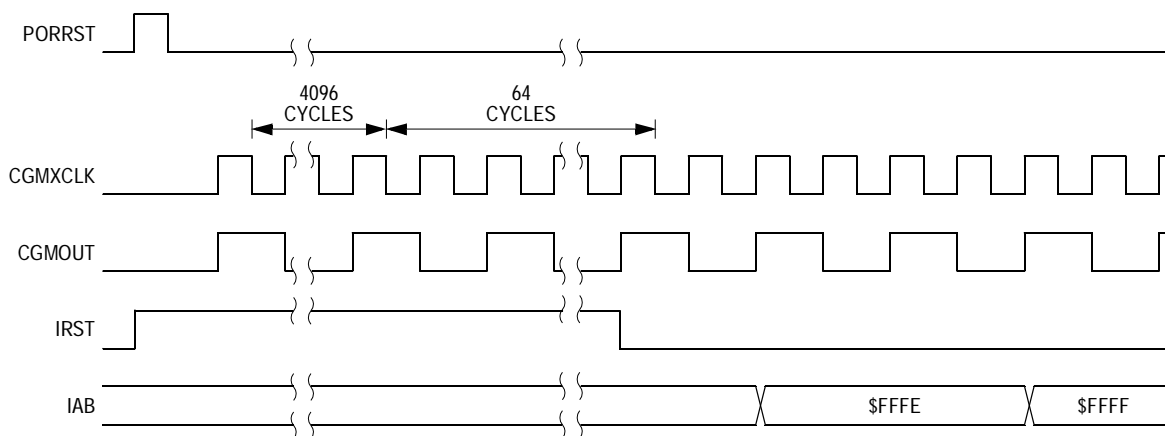 PORRST
4096
CYCLES
64
CYCLES
CGMXCLK
CGMOUT
IRST
IAB
$FFFE
$FFFF